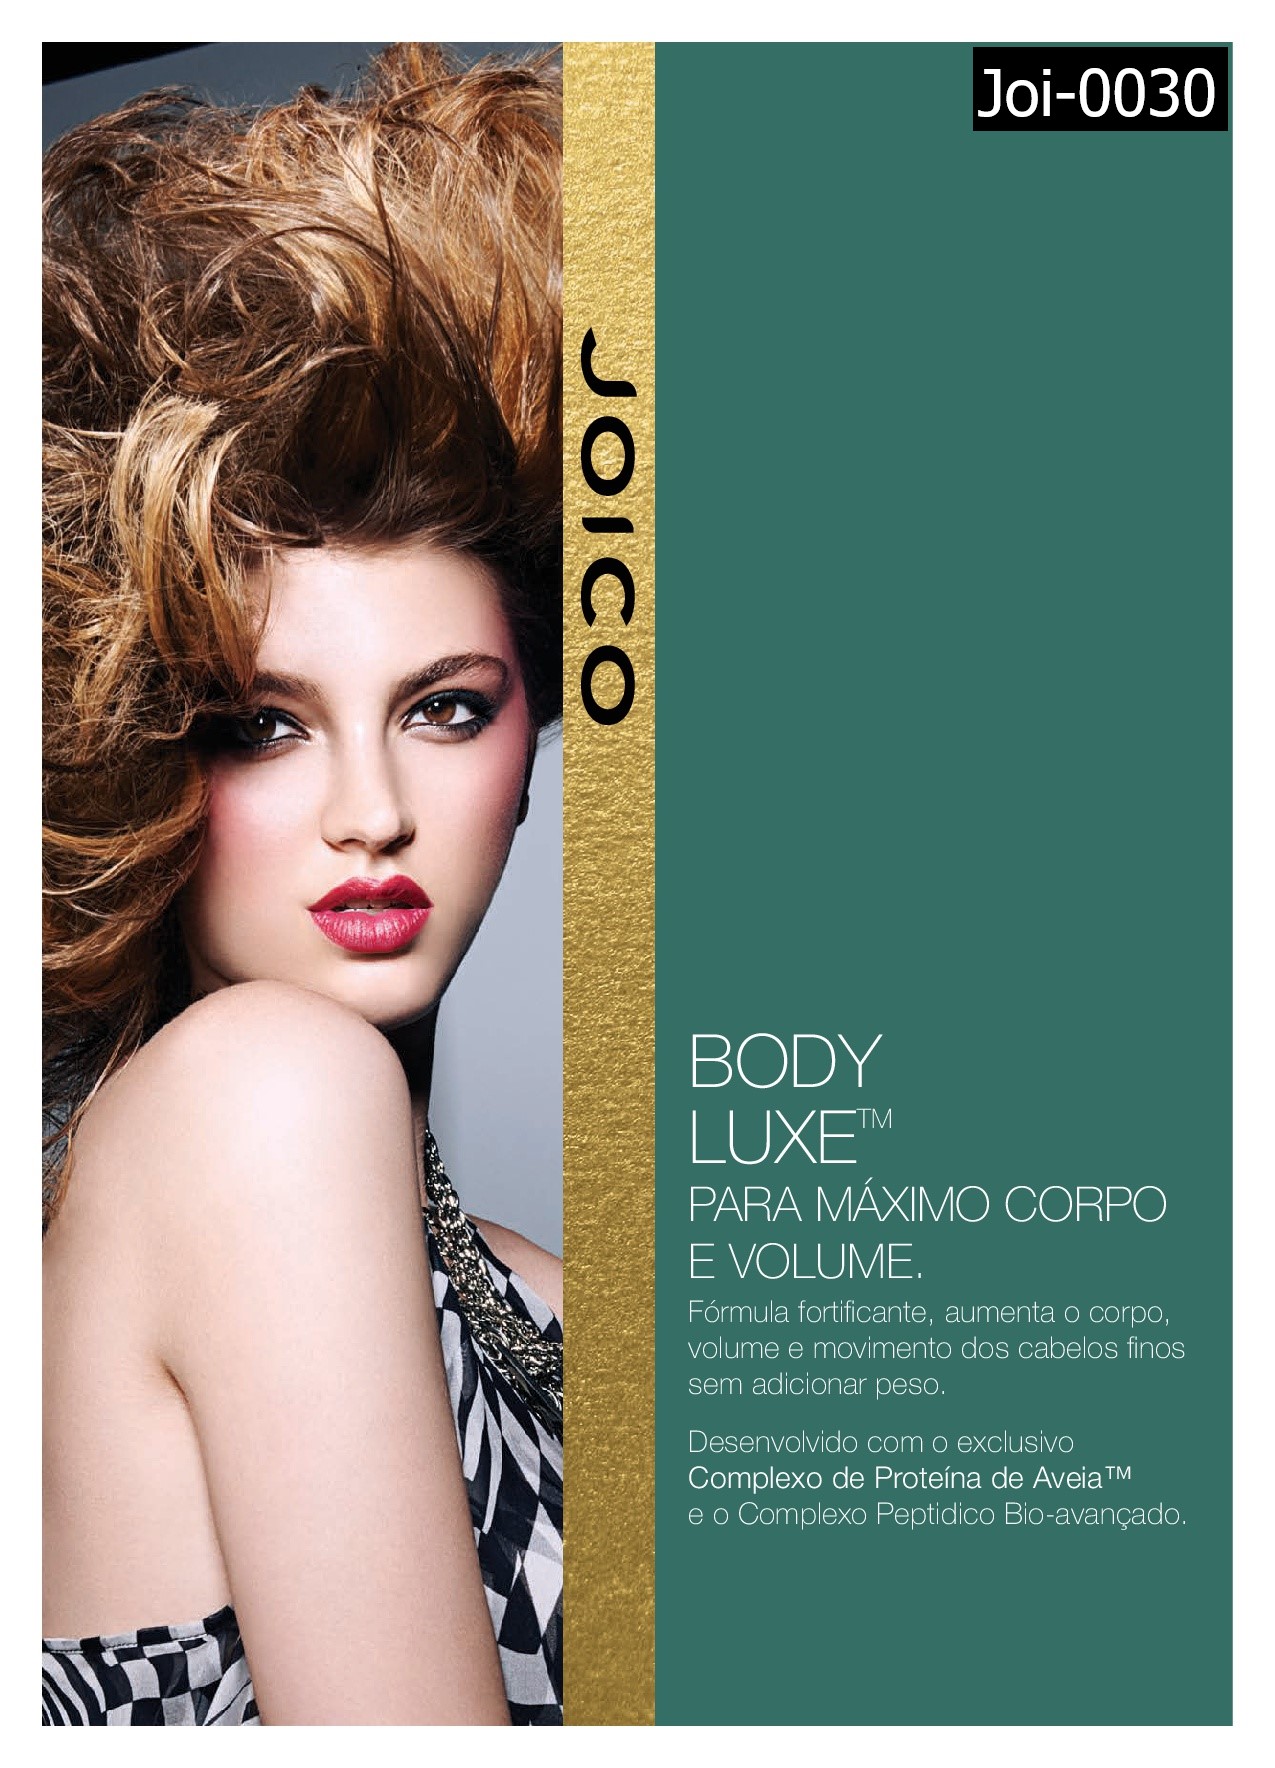 Joi-0030
JOICO
BODY
LUXE™
PARA MÁXIMO CORPO
E VOLUME.
Fórmula fortificante, aumenta o corpo,
volume e movimento dos cabelos finos
sem adicionar peso.
Desenvolvido com o exclusivo
Complexo de Proteína de Aveia™
e o Complexo Peptidico Bio-avançado.